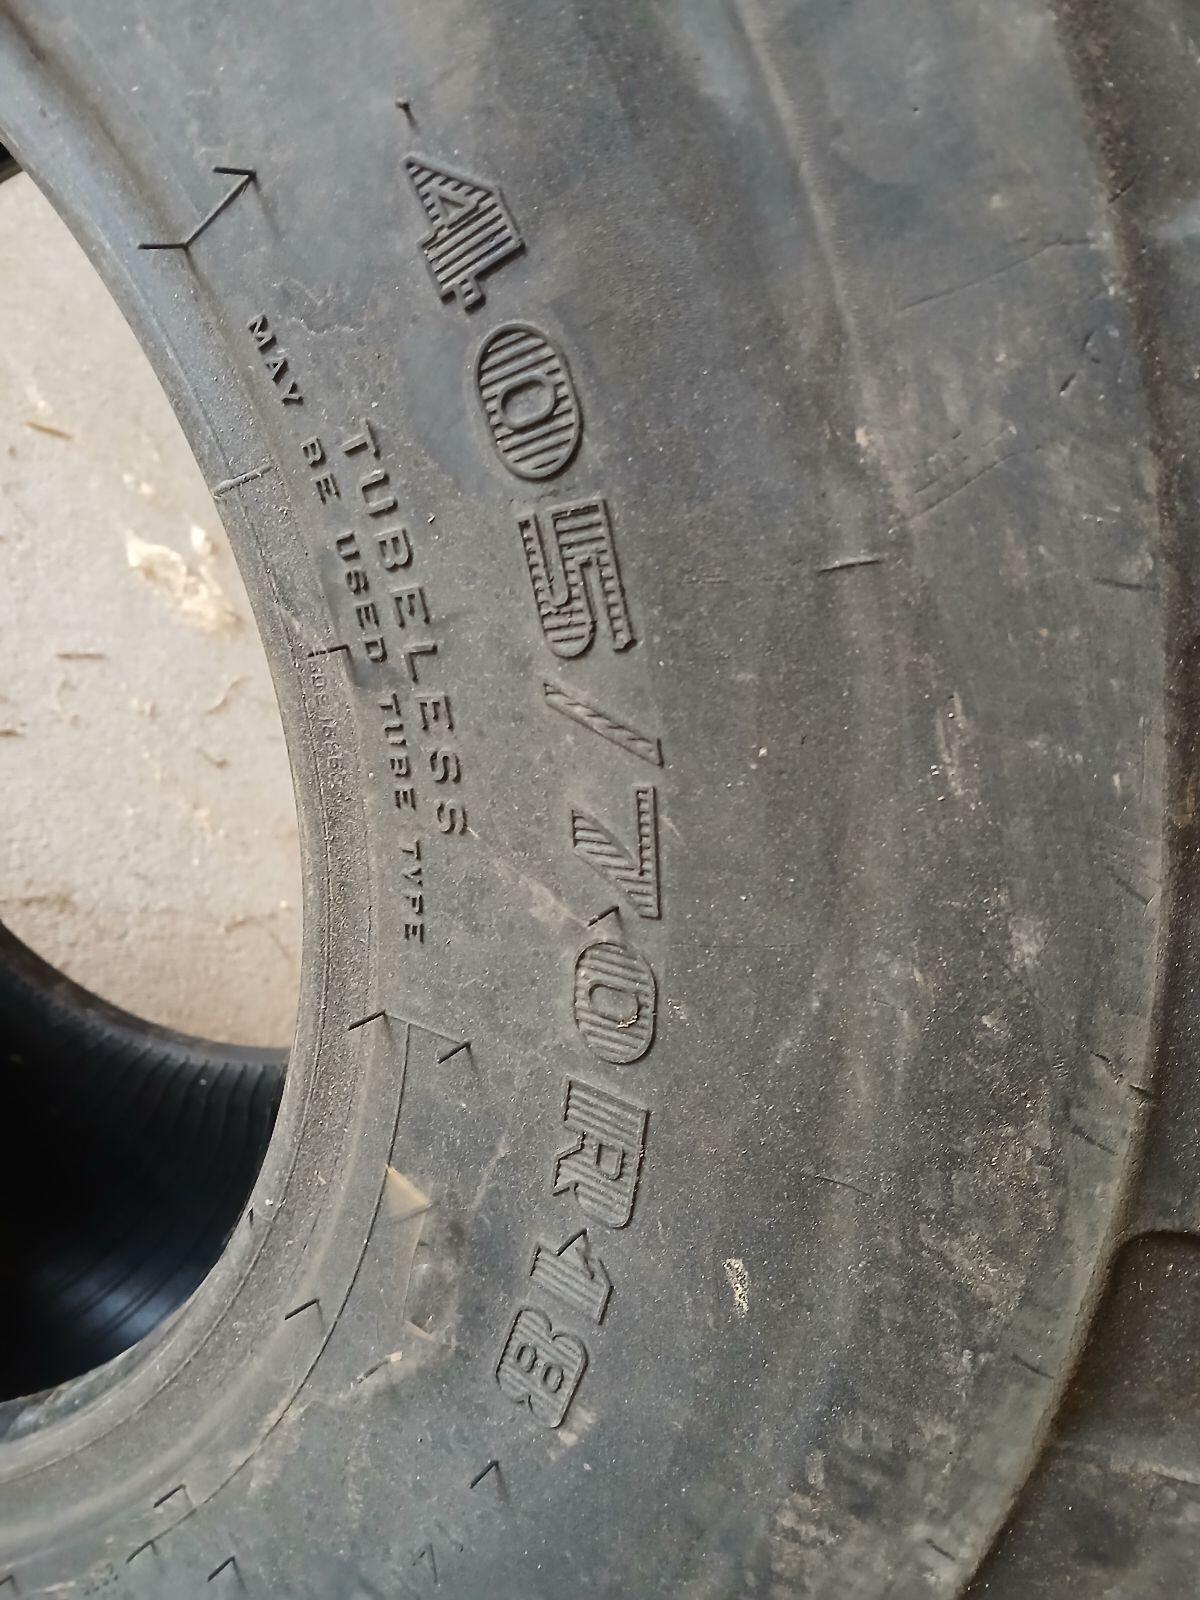 405/70R18
TUBELESS
MAY BE USED TUBE TYPE